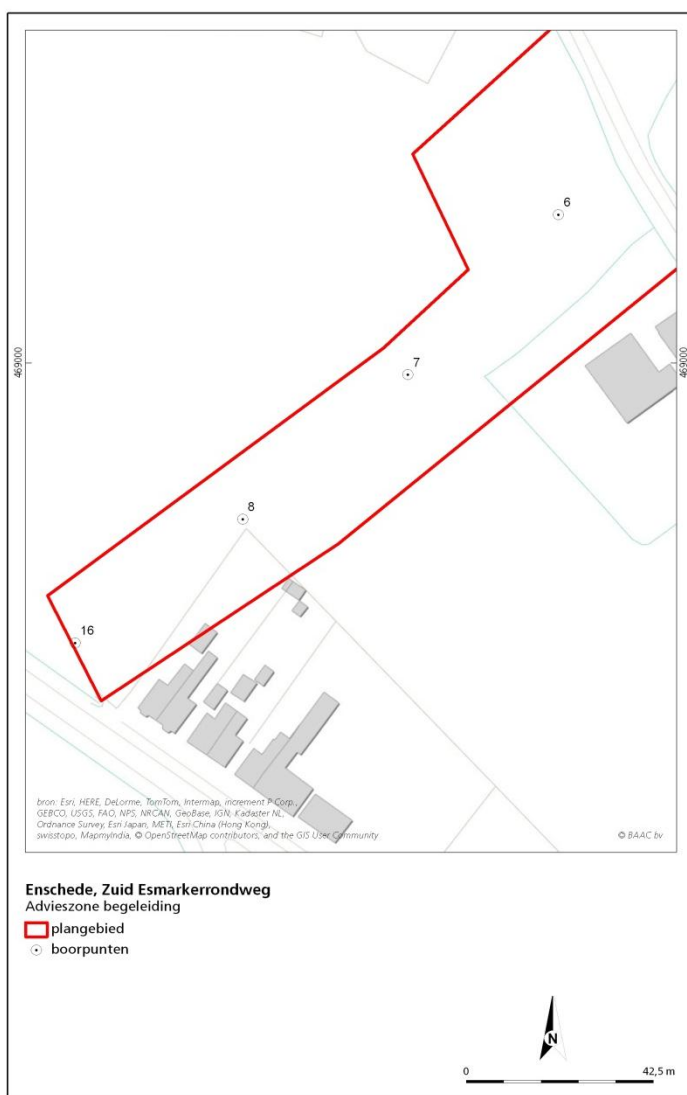 6
469000
469000
7
8
16
bron: Esri, HERE, DeLorme, TomTom, Intermap, increment P Corp.,
GEBCO, USGS, FAO, NPS, NRCAN, GeoBase, IGN, Kadaster NL,
Ordnance Survey, Esri Japan, METI, Esri China (Hong Kong),
swisstopo, MapmyIndia, © OpenStreetMap contributors, and the GIS User Community
© BAAC bv
Enschede, Zuid Esmarkerrondweg
Advieszone begeleiding
plangebied
boorpunten
N
0 42,5 m